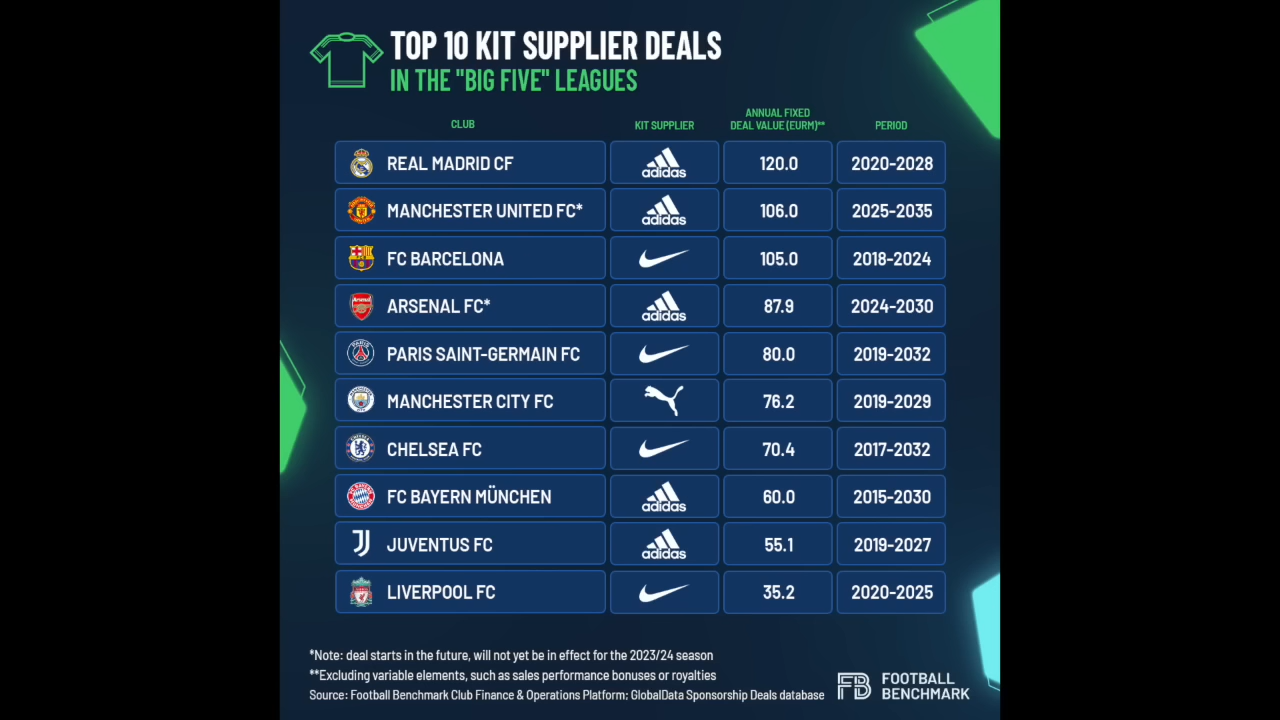 TOP 10 KIT SUPPLIER DEALS
IN THE "BIG FIVE" LEAGUES
CLUB KIT SUPPLIER ANNUAL FIXED DEAL VALUE (EURM)** PERIOD
REAL MADRID CF adidas 120.0 2020-2028
MANCHESTER UNITED FC* adidas 106.0 2025-2035
FC BARCELONA 105.0 2018-2024
ARSENAL FC* adidas 87.9 2024-2030
PARIS SAINT-GERMAIN FC 80.0 2019-2032
MANCHESTER CITY FC 76.2 2019-2029
CHELSEA FC 70.4 2017-2032
FC BAYERN MÜNCHEN adidas 60.0 2015-2030
JUVENTUS FC adidas 55.1 2019-2027
LIVERPOOL FC 35.2 2020-2025
*Note: deal starts in the future, will not yet be in effect for the 2023/24 season
**Excluding variable elements, such as sales performance bonuses or royalties
Source: Football Benchmark Club Finance & Operations Platform; GlobalData Sponsorship Deals database
FB FOOTBALL
BENCHMARK